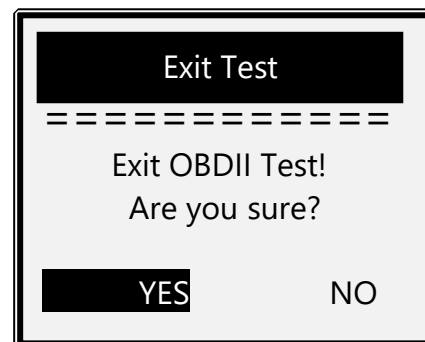 Exit Test
= = = = = = = = = = = =
Exit OBDII Test!
Are you sure?
YES NO